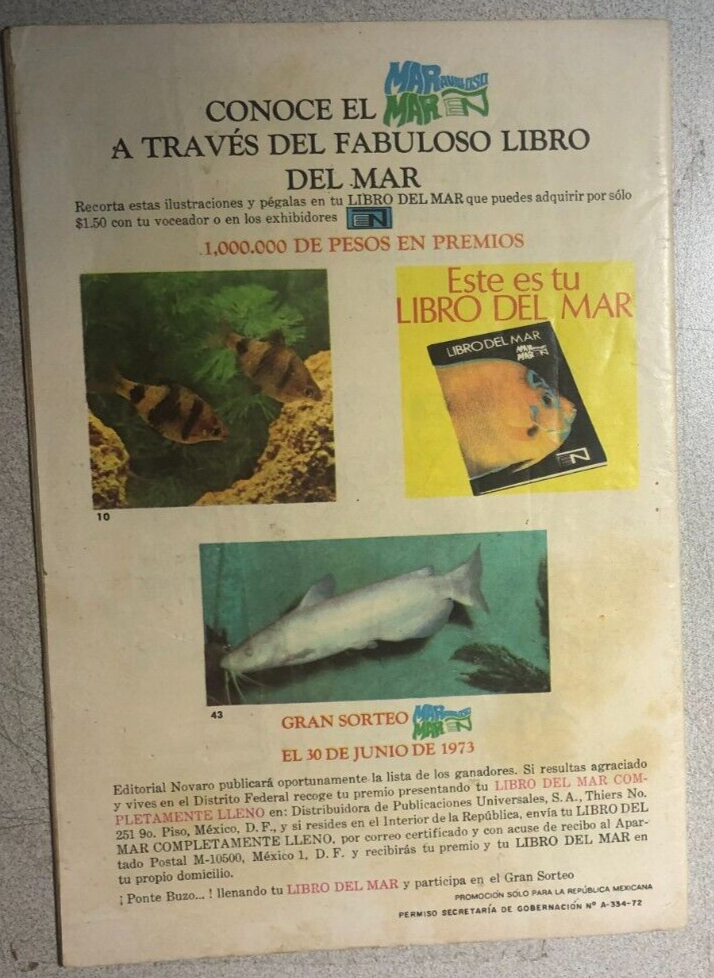 CONOCE EL MARAVILLOSO MAR EN
A TRAVÉS DEL FABULOSO LIBRO
DEL MAR
Recorta estas ilustraciones y pégalas en tu LIBRO DEL MAR que puedes adquirir por sólo
$1.50 con tu voceador o en los exhibidores EN
1,000.000 DE PESOS EN PREMIOS
Este es tu
LIBRO DEL MAR
LIBRO DEL MAR
MAR
MAR EN
EN
10
43
GRAN SORTEO MARAVILLOSO MAR EN
EL 30 DE JUNIO DE 1973
Editorial Novaro publicará oportunamente la lista de los ganadores. Si resultas agraciado
y vives en el Distrito Federal recoge tu premio presentando tu LIBRO DEL MAR COM-
PLETAMENTE LLENO en: Distribuidora de Publicaciones Universales, S. A., Thiers No.
251 9o. Piso, México, D. F., y si resides en el Interior de la República, envía tu LIBRO DEL
MAR COMPLETAMENTE LLENO, por correo certificado y con acuse de recibo al Apar-
tado Postal M-10500, México 1, D. F. y recibirás tu premio y tu LIBRO DEL MAR en
tu propio domicilio.
¡ Ponte Buzo... ! llenando tu LIBRO DEL MAR y participa en el Gran Sorteo
PROMOCIÓN SÓLO PARA LA REPÚBLICA MEXICANA
PERMISO SECRETARÍA DE GOBERNACIÓN Nº A-334-72